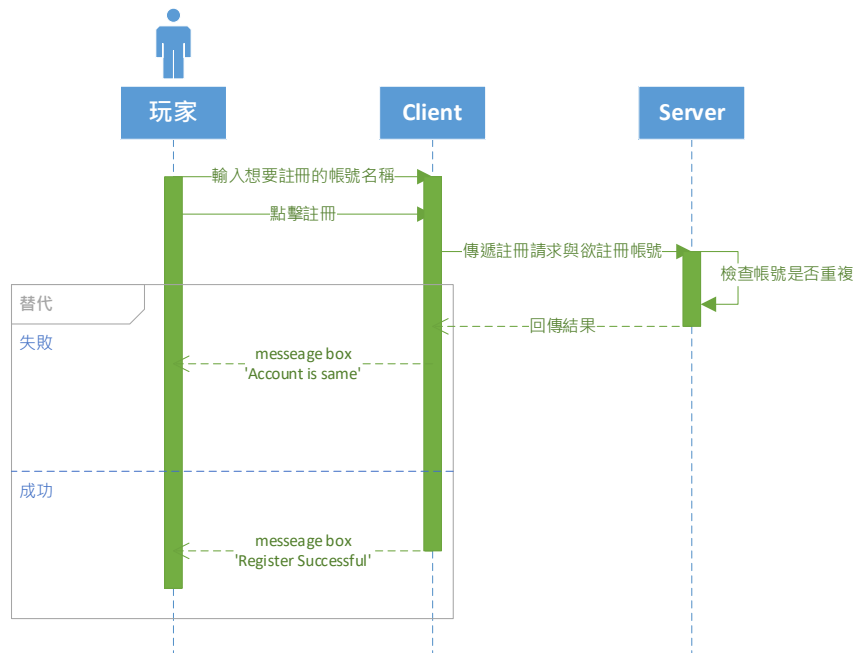 玩家
Client
Server
輸入想要註冊的帳號名稱
點擊註冊
傳遞註冊請求與欲註冊帳號
檢查帳號是否重複
替代
回傳結果
失敗
messeage box
'Account is same'
成功
messeage box
'Register Successful'